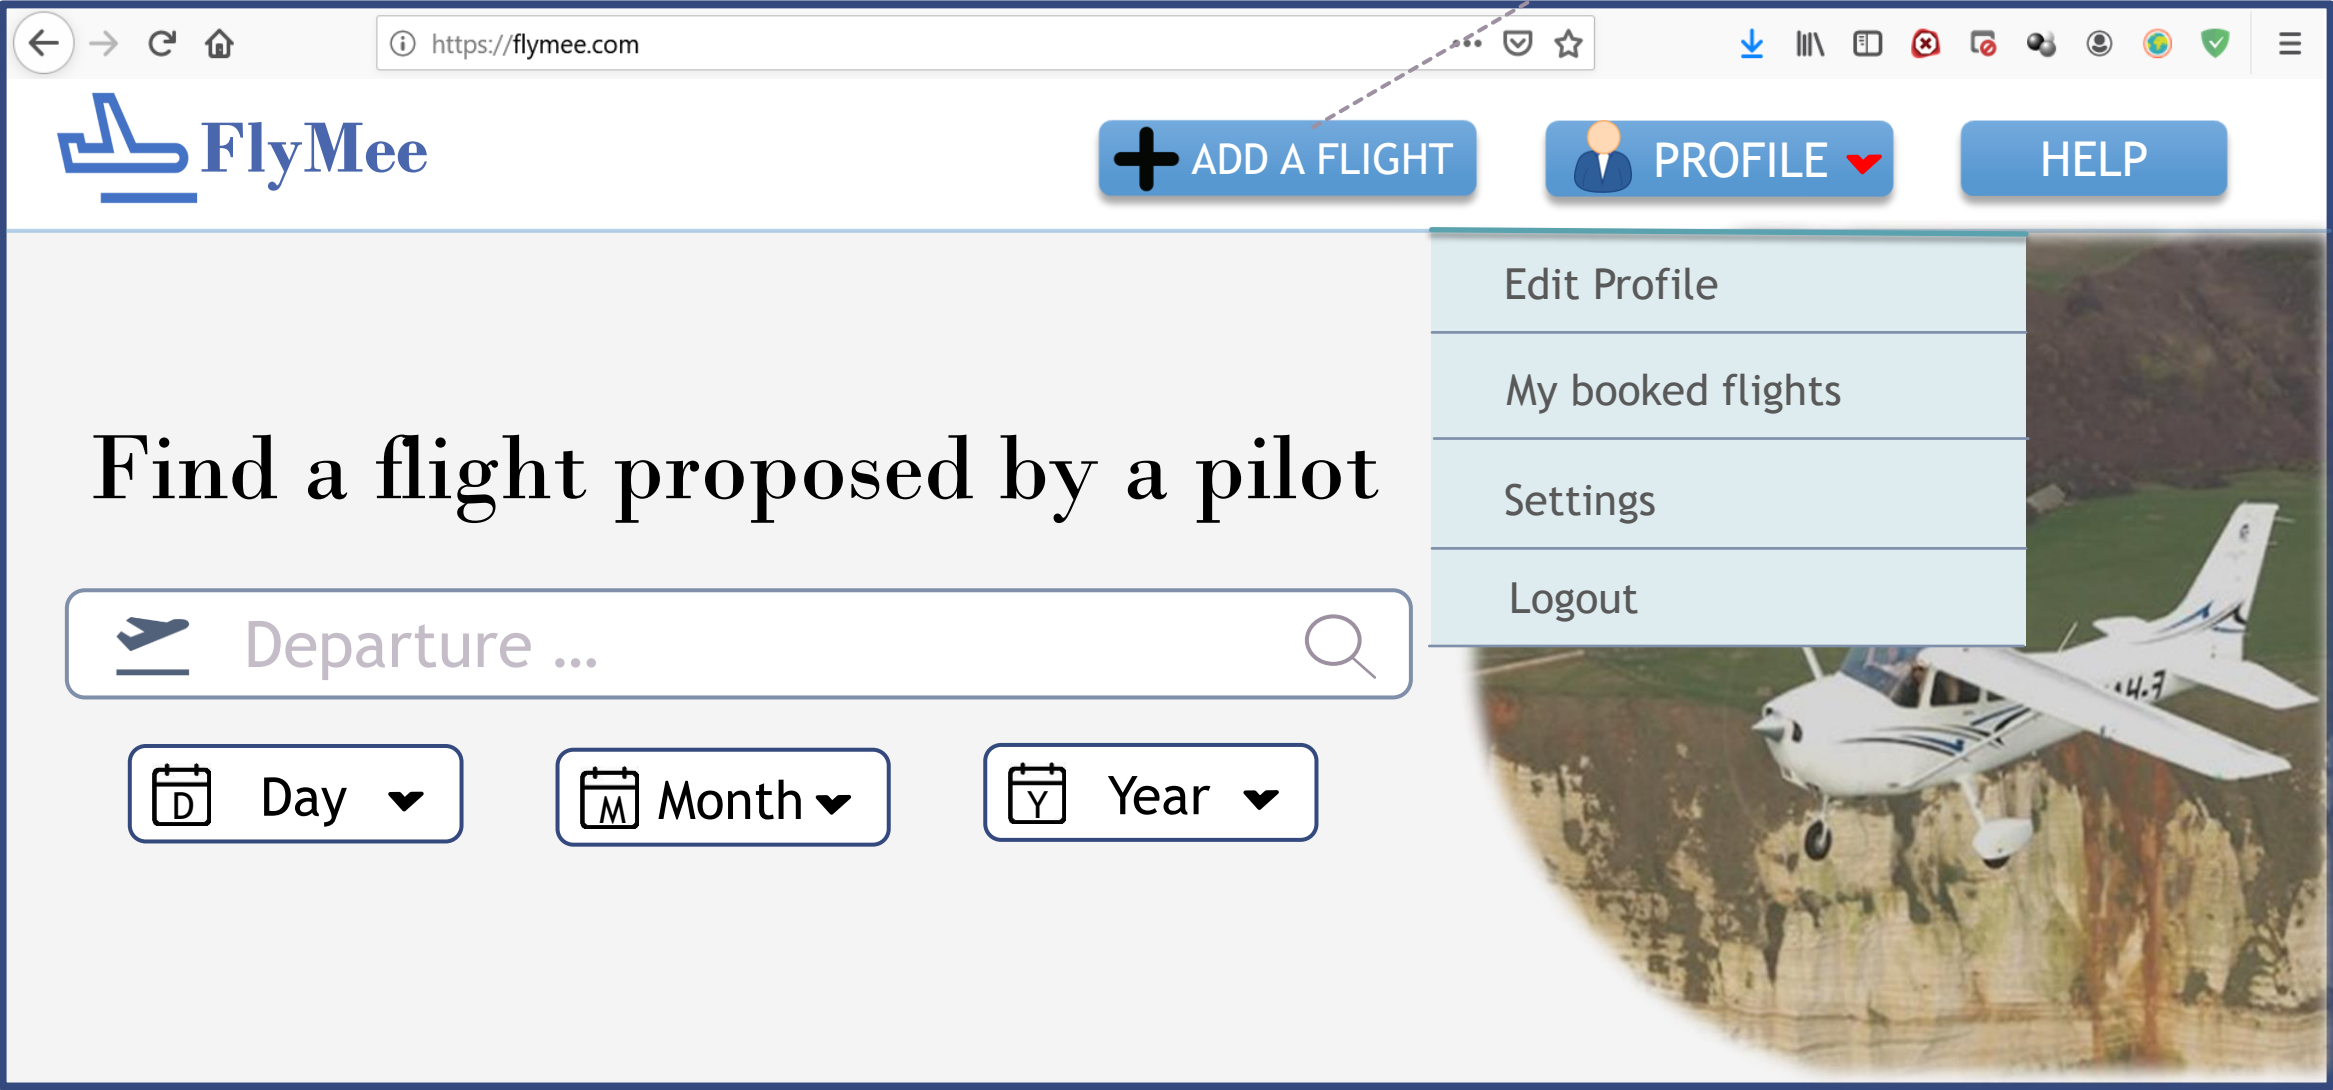 https://flymee.com
FlyMee
ADD A FLIGHT
PROFILE
HELP
Edit Profile
My booked flights
Settings
Logout
Find a flight proposed by a pilot
Departure ...
D Day
M Month
Y Year